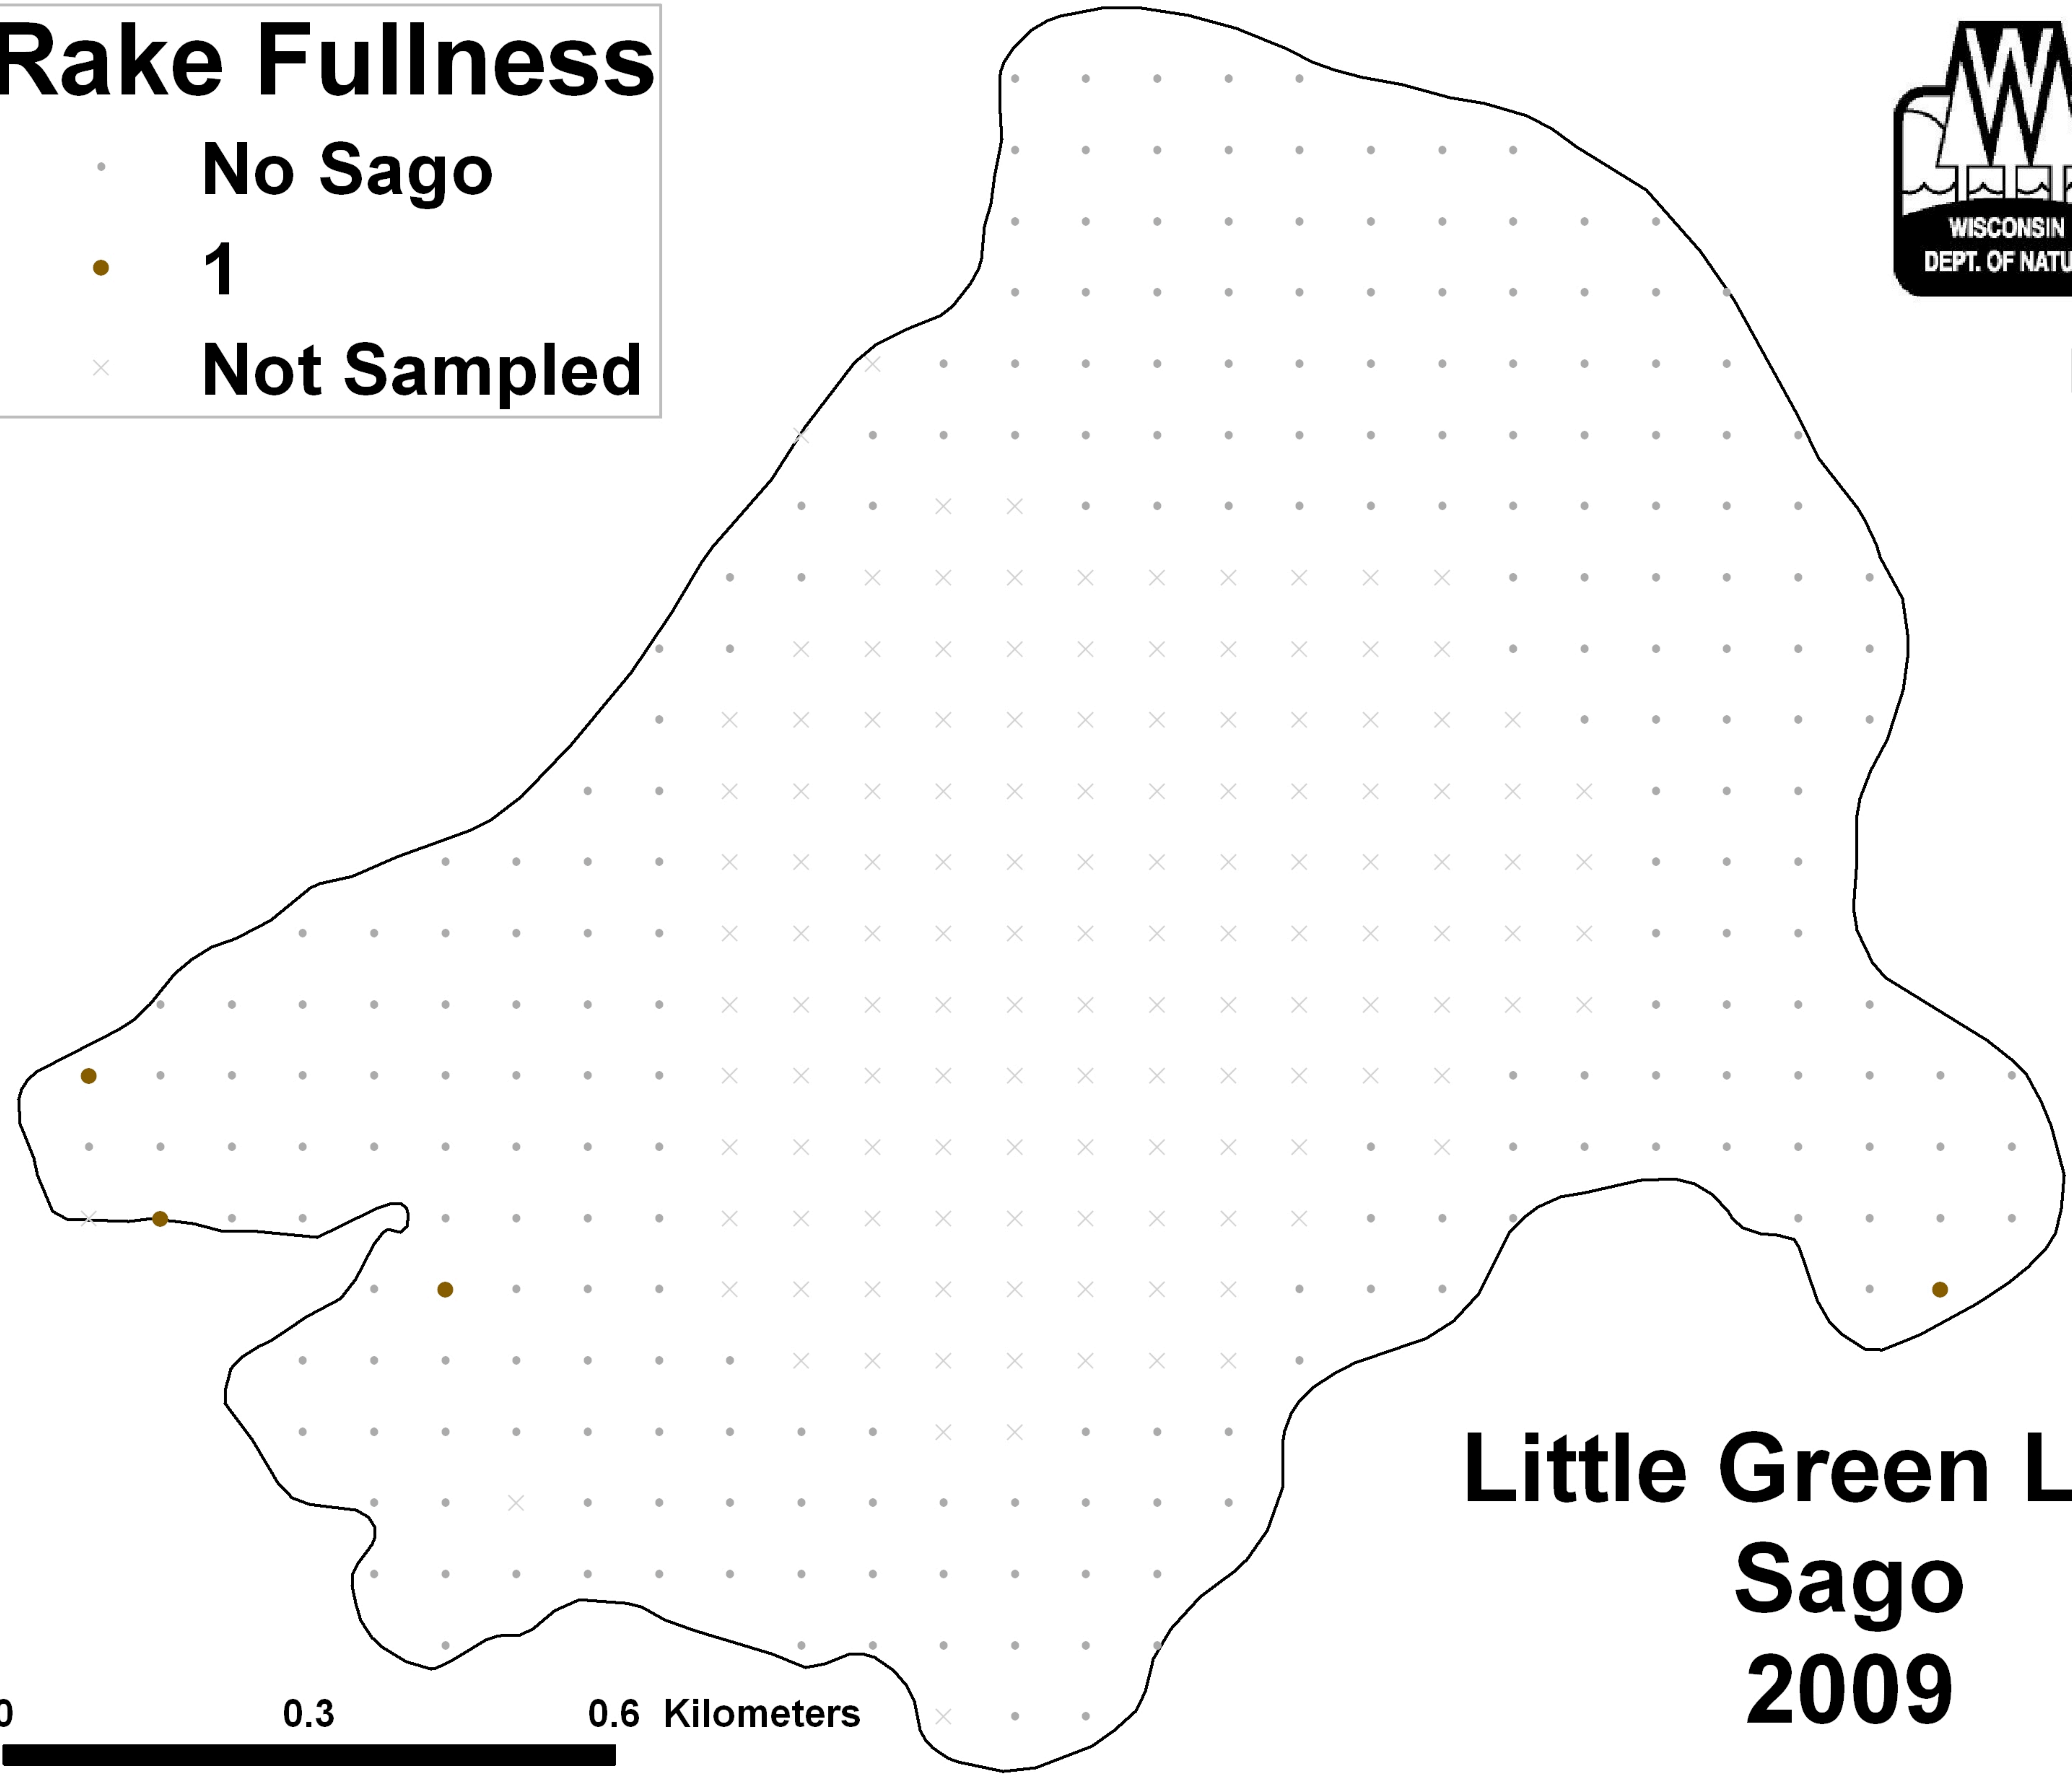 Rake Fullness
No Sago
1
Not Sampled
WISCONSIN
DEPT. OF NATU
Little Green L
Sago
2009
0 0.3 0.6 Kilometers